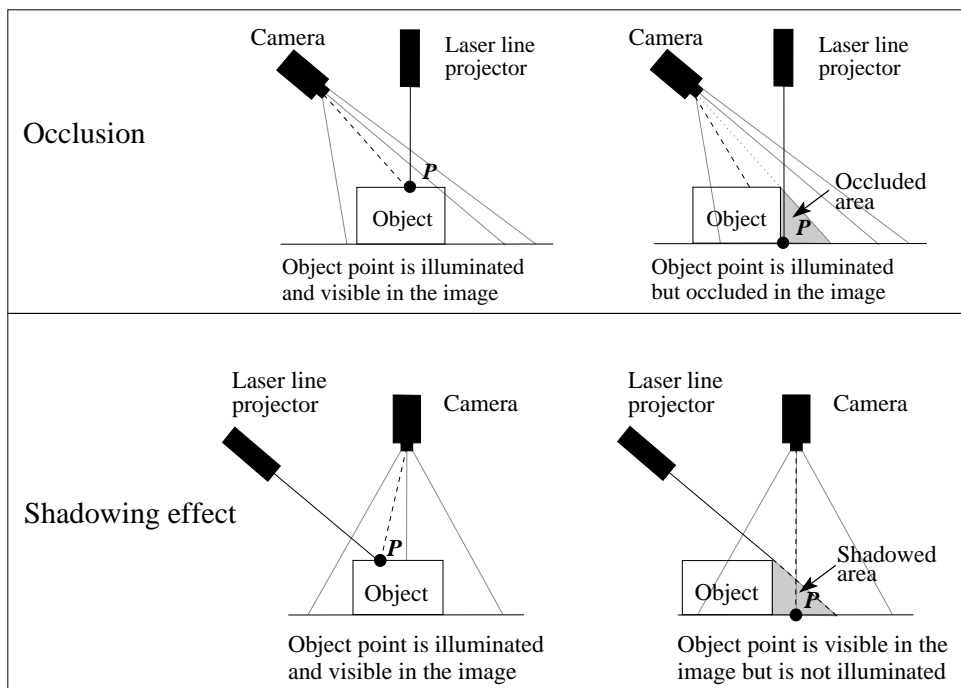 Occlusion
Camera
Laser line
projector
P
Object
Object point is illuminated
and visible in the image
Camera
Laser line
projector
Occluded
area
P
Object
Object point is illuminated
but occluded in the image
Shadowing effect
Laser line
projector
Camera
P
Object
Object point is illuminated
and visible in the image
Laser line
projector
Camera
Shadowed
area
P
Object
Object point is visible in the
image but is not illuminated